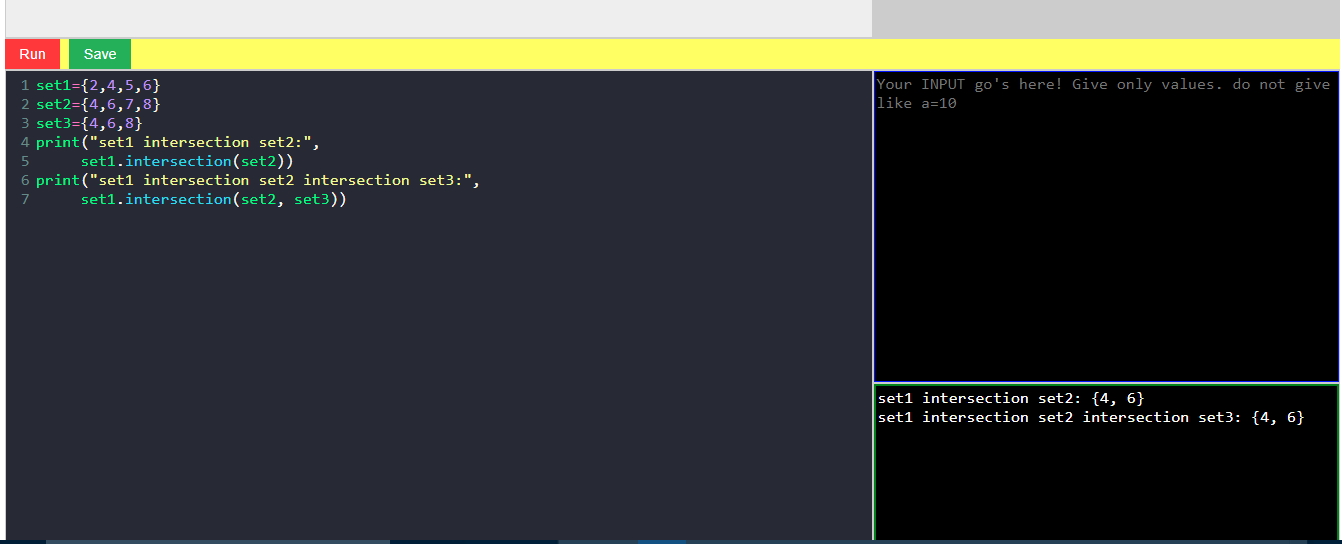 Run Save
1 set1={2,4,5,6}
2 set2={4,6,7,8}
3 set3={4,6,8}
4 print("set1 intersection set2:",
5      set1.intersection(set2))
6 print("set1 intersection set2 intersection set3:",
7      set1.intersection(set2, set3))
Your INPUT go's here! Give only values. do not give
like a=10
set1 intersection set2: {4, 6}
set1 intersection set2 intersection set3: {4, 6}